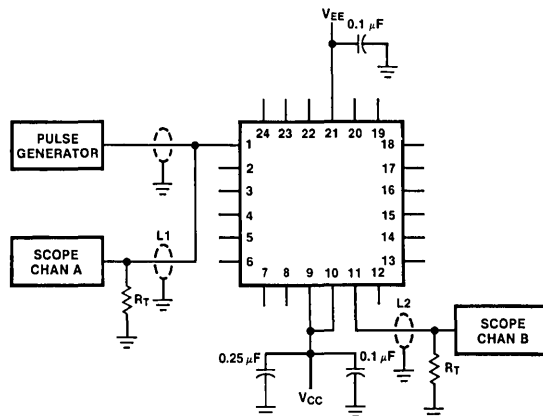 VEE
0.1 µF
24 23 22 21 20 19
PULSE
GENERATOR
1
2
3
4
5
6
18
17
16
15
14
13
L1
SCOPE
CHAN A
RT
7 8 9 10 11 12
L2
SCOPE
CHAN B
RT
0.25 µF
0.1 µF
VCC